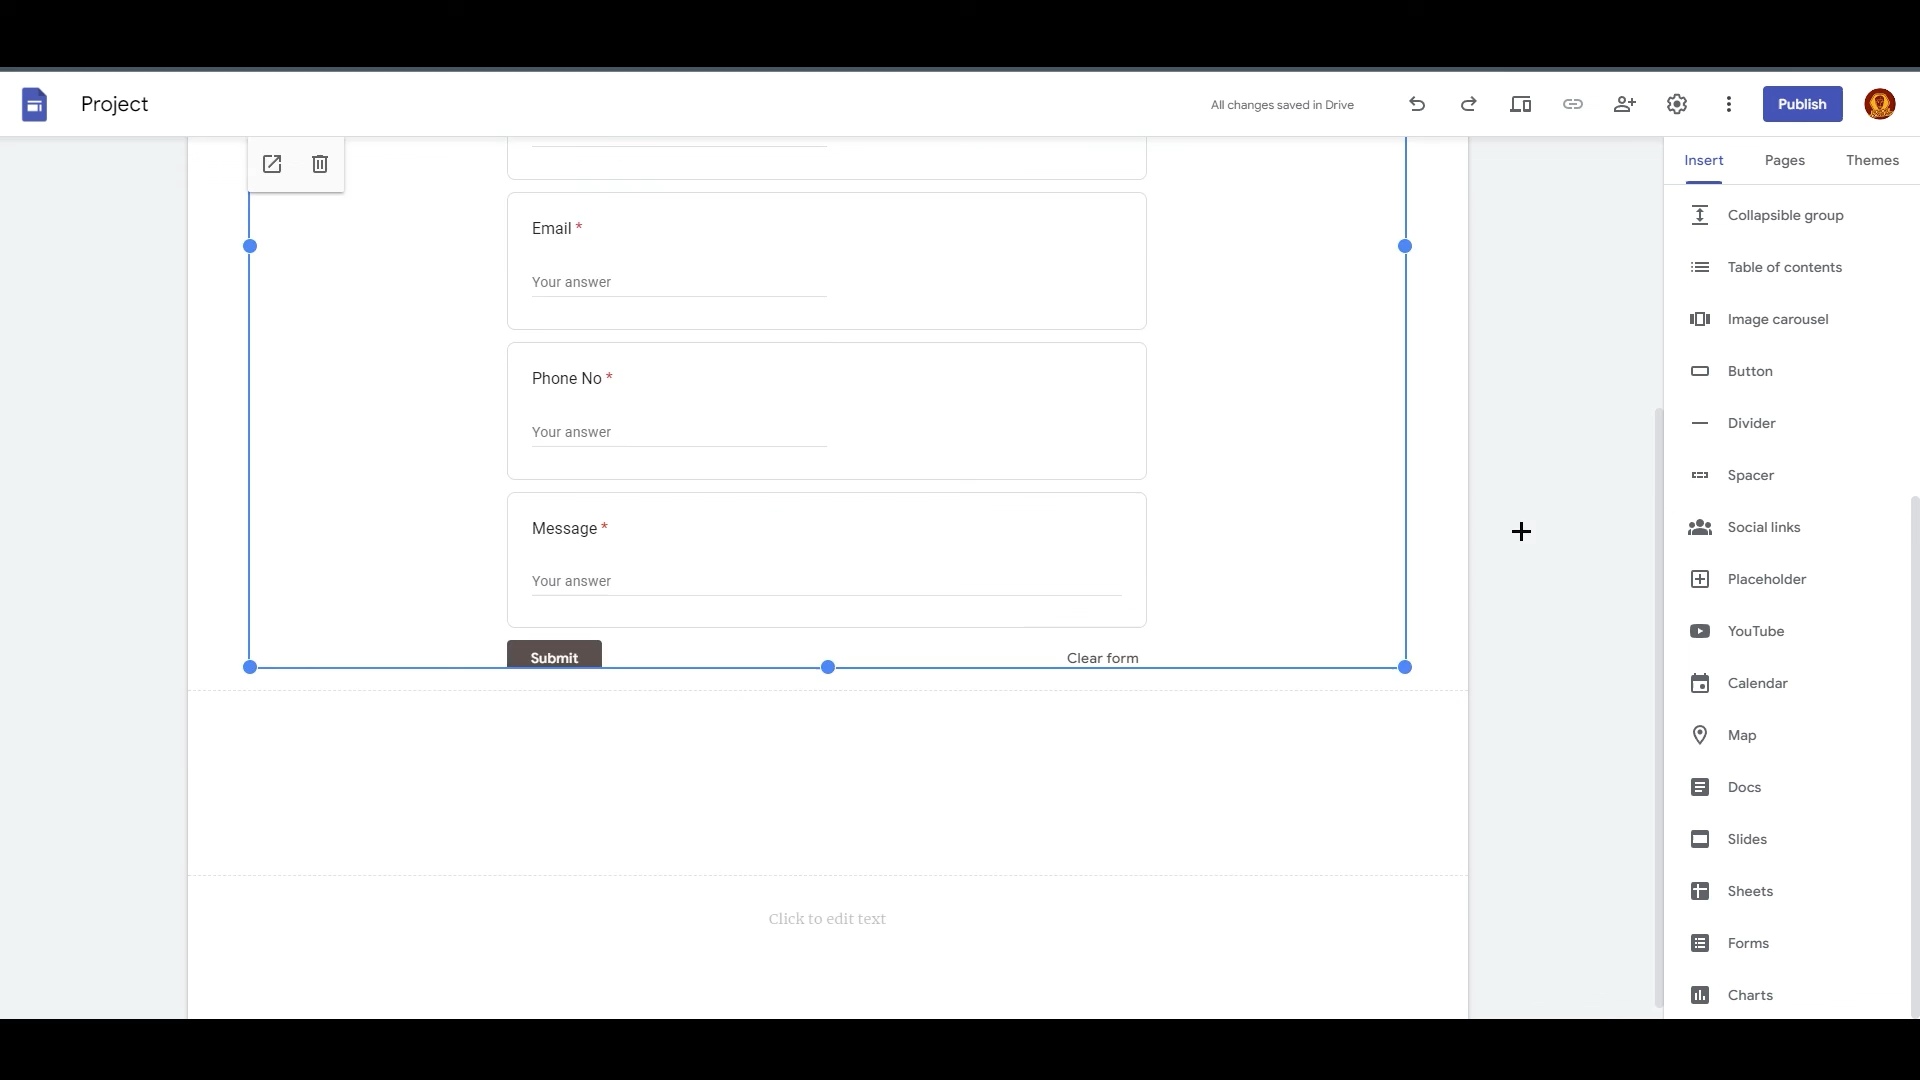 Project
All changes saved in Drive
Publish
Insert
Pages
Themes
Email *
Your answer
Phone No *
Your answer
Message *
Your answer
Submit
Clear form
Click to edit text
Collapsible group
Table of contents
Image carousel
Button
Divider
Spacer
Social links
Placeholder
YouTube
Calendar
Map
Docs
Slides
Sheets
Forms
Charts